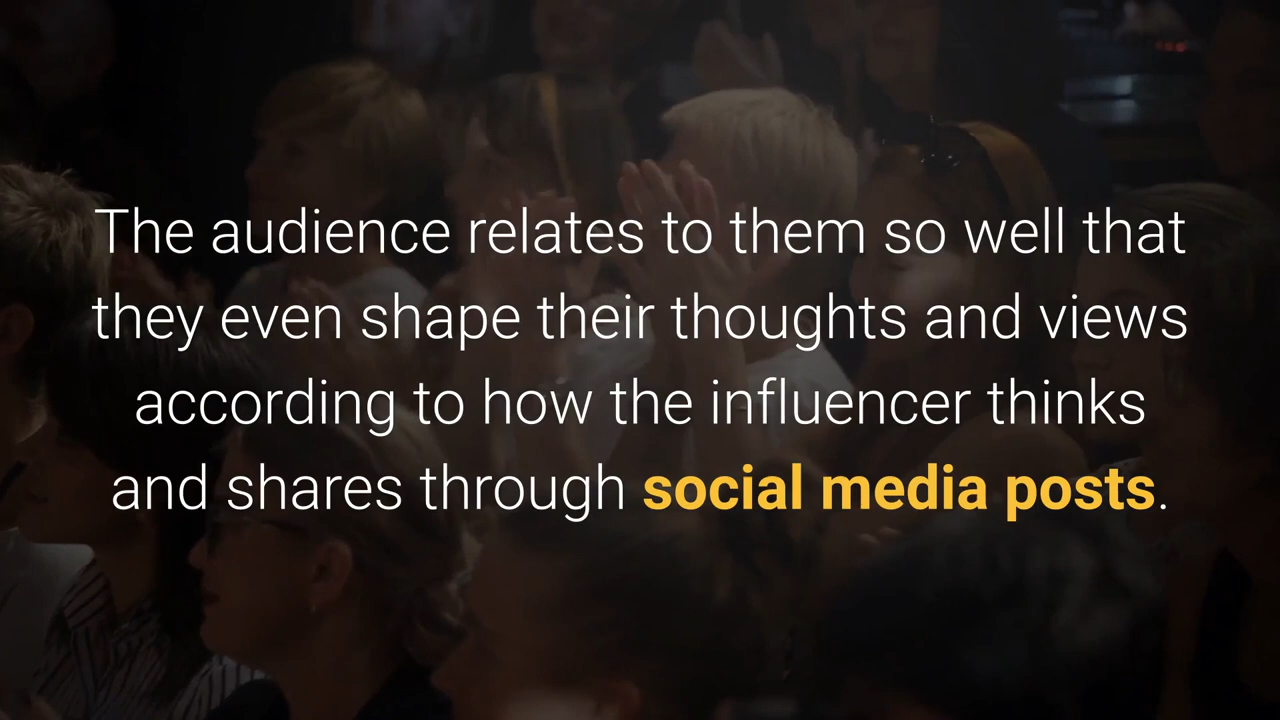 The audience relates to them so well that
they even shape their thoughts and views
according to how the influencer thinks
and shares through social media posts.